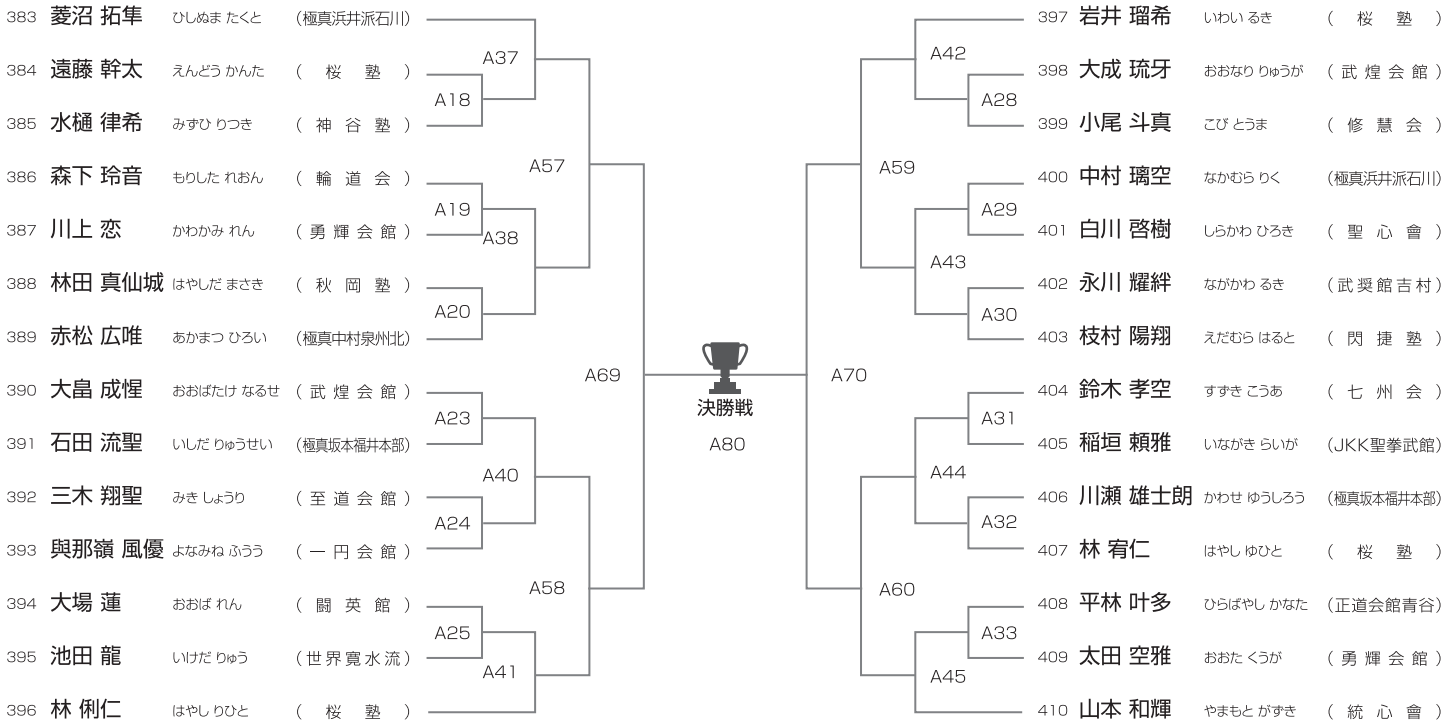 383 菱沼 拓隼 ひしぬま たくと （極真浜井派石川）
A37
384 遠藤 幹太 えんどう かんた （桜塾）
A18
385 水樋 律希 みずひ りつき （神谷塾）
A57
386 森下 玲音 もりした れおん （輪道会）
A19
387 川上 恋 かわかみ れん （勇輝会館）
A38
388 林田 真仙城 はやしだ まさき （秋岡塾）
A20
389 赤松 広唯 あかまつ ひろい （極真中村泉州北）
A69
390 大畠 成惺 おおばたけ なるせ （武煌会館）
A23
391 石田 流聖 いしだ りゅうせい （極真坂本福井本部）
A40
392 三木 翔聖 みき しょうり （至道会館）
A24
393 與那嶺 風優 よなみね ふうう （一円会館）
A58
394 大場 蓮 おおば れん （闘英館）
A25
395 池田 龍 いけだ りゅう （世界寛水流）
A41
396 林 俐仁 はやし りひと （桜塾）
決勝戦
A80
397 岩井 瑠希 いわい るき （桜塾）
A42
398 大成 琉牙 おおなり りゅうが （武煌会館）
A28
399 小尾 斗真 こび とうま （修慧会）
A59
400 中村 璃空 なかむら りく （極真浜井派石川）
A29
401 白川 啓樹 しらかわ ひろき （聖心會）
A43
402 永川 耀絆 ながかわ るき （武奨館吉村）
A30
403 枝村 陽翔 えだむら はると （閃捷塾）
A70
404 鈴木 孝空 すずき こうあ （七州会）
A31
405 稲垣 頼雅 いながき らいが （JKK聖拳武館）
A44
406 川瀬 雄士朗 かわせ ゆうしろう （極真坂本福井本部）
A32
407 林 宥仁 はやし ゆひと （桜塾）
A60
408 平林 叶多 ひらばやし かなた （正道会館青谷）
A33
409 太田 空雅 おおた くうが （勇輝会館）
A45
410 山本 和輝 やまもと がずき （統心會）